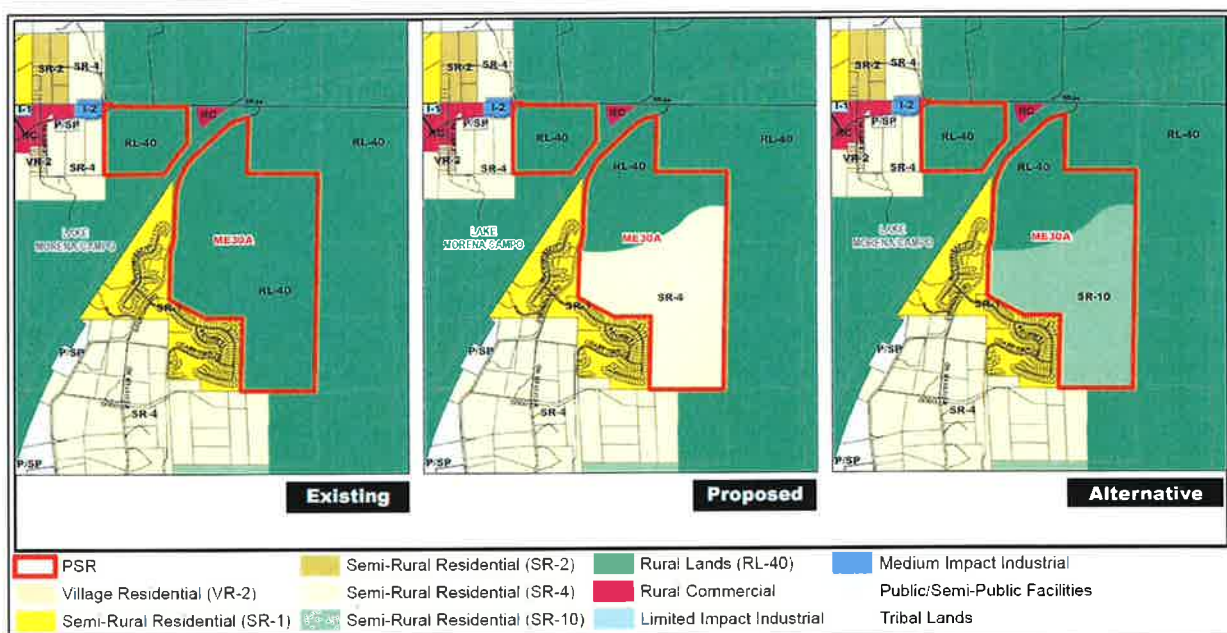 SR-2
SR-4
I-1
I-2
RC
P/SP
RL-40
RL-40
VR-2
SR-4
LAKE
MORENA/CAMPO
ME30A
RL-40
SR-1
P/SP
SR-4
P/SP
Existing
SR-2
SR-4
I-1
I-2
RC
RC
P/SP
RL-40
RL-40
RL-40
VR-2
SR-4
LAKE
MORENA/CAMPO
ME30A
SR-4
SR-1
P/SP
SR-4
P/SP
Proposed
SR-2
SR-4
I-1
I-2
RC
RC
P/SP
RL-40
RL-40
RL-40
VR-2
SR-4
LAKE
MORENA/CAMPO
ME30A
SR-10
SR-1
P/SP
SR-4
P/SP
Alternative
PSR
Village Residential (VR-2)
Semi-Rural Residential (SR-1)
Semi-Rural Residential (SR-2)
Semi-Rural Residential (SR-4)
Semi-Rural Residential (SR-10)
Rural Lands (RL-40)
Rural Commercial
Limited Impact Industrial
Medium Impact Industrial
Public/Semi-Public Facilities
Tribal Lands